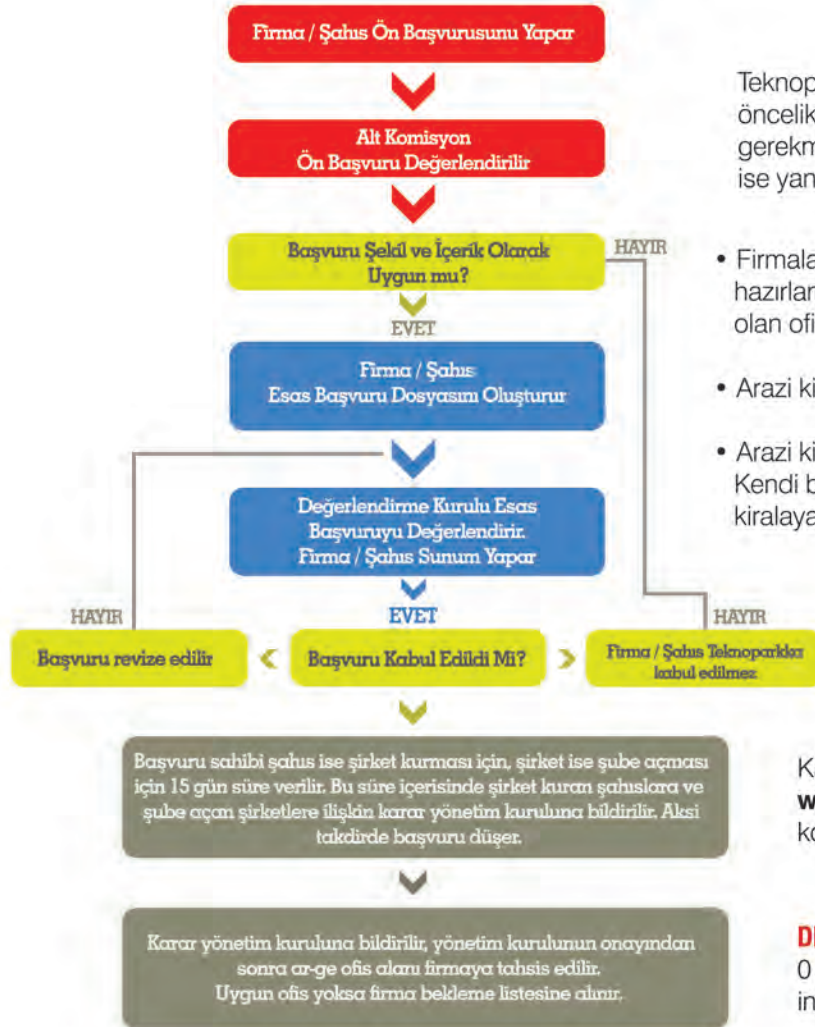 Firma / Şahıs Ön Başvurusunu Yapar
Alt Komisyon
Ön Başvuru Değerlendirilir
Başvuru Şekil ve İçerik Olarak
Uygun mu?
HAYIR
EVET
Firma / Şahıs
Esas Başvuru Dosyasını Oluşturur
Değerlendirme Kurulu Esas
Başvuruyu Değerlendirir.
Firma / Şahıs Sunum Yapar
HAYIR
EVET
HAYIR
Başvuru revize edilir
Başvuru Kabul Edildi Mi?
Firma / Şahıs Teknoparkka
kabul edilmez
Başvuru sahibi şahıs ise şirket kurması için, şirket ise şube açması
için 15 gün süre verilir. Bu süre içerisinde şirket kuran şahıslara ve
şube açan şirketlere ilişkin karar yönetim kuruluna bildirilir. Aksi
takdirde başvuru düşer.
Karar yönetim kuruluna bildirilir, yönetim kurulunun onayından
sonra ar-ge ofis alanı firmaya tahsis edilir.
Uygun ofis yoksa firma bekleme listesine alınır.
Teknop
öncelik
gerekm
ise yan
• Firmala
hazırlar
olan ofi
• Arazi ki
• Arazi ki
Kendi b
kiralaya
Ka
w
ko
DI
0
in